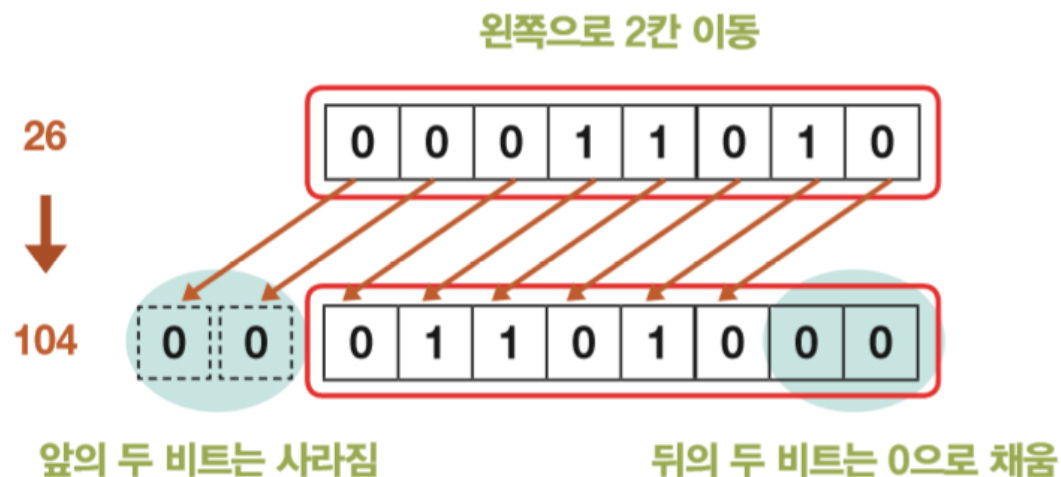 왼쪽으로 2칸 이동
26 0 0 0 1 1 0 1 0
104 0 0 0 1 1 0 1 0 0 0
앞의 두 비트는 사라짐 뒤의 두 비트는 0으로 채움